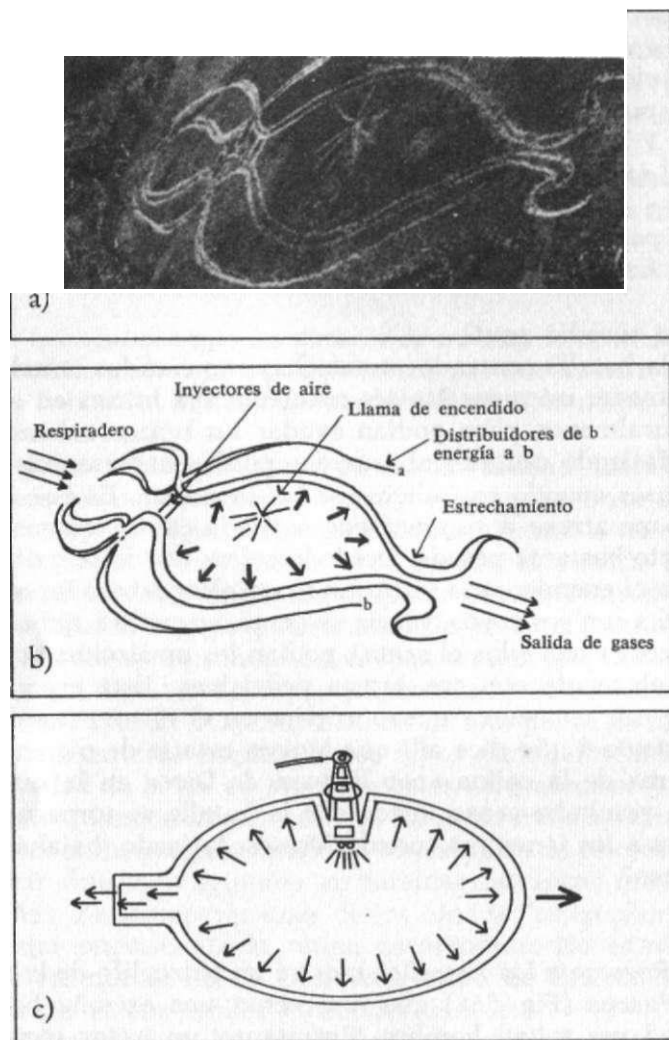 a)
Inyectores de aire
Llama de encendido
Respiradero
Distribuidores de b
energía a b
a
Estrechamiento
b
Salida de gases
b)
c)